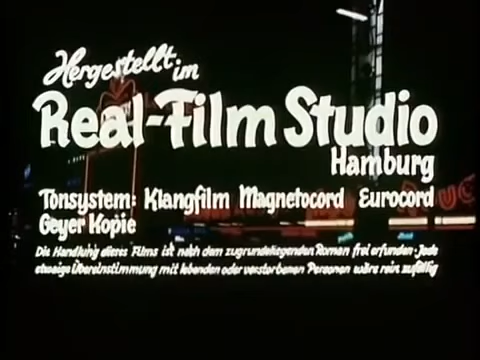 Hergestellt im
Real-Film Studio
Hamburg
Tonsystem: Klangfilm Magnetocord Eurocord
Geyer Kopie
Die Handlung dieses Films ist nach dem zugrundeliegenden Roman frei erfunden · Jede
etwaige Übereinstimmung mit lebenden oder verstorbenen Personen wäre rein zufällig